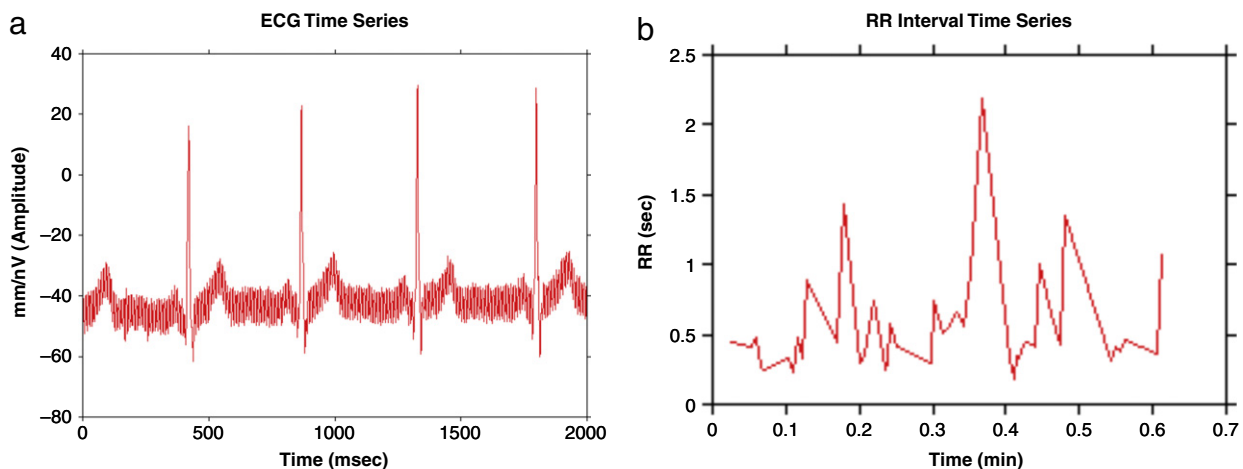 a
ECG Time Series
40
20
0
−20
−40
−60
−80
mm/nV (Amplitude)
0 500 1000 1500 2000
Time (msec)
b
RR Interval Time Series
2.5
2
1.5
1
0.5
0
RR (sec)
0 0.1 0.2 0.3 0.4 0.5 0.6 0.7
Time (min)